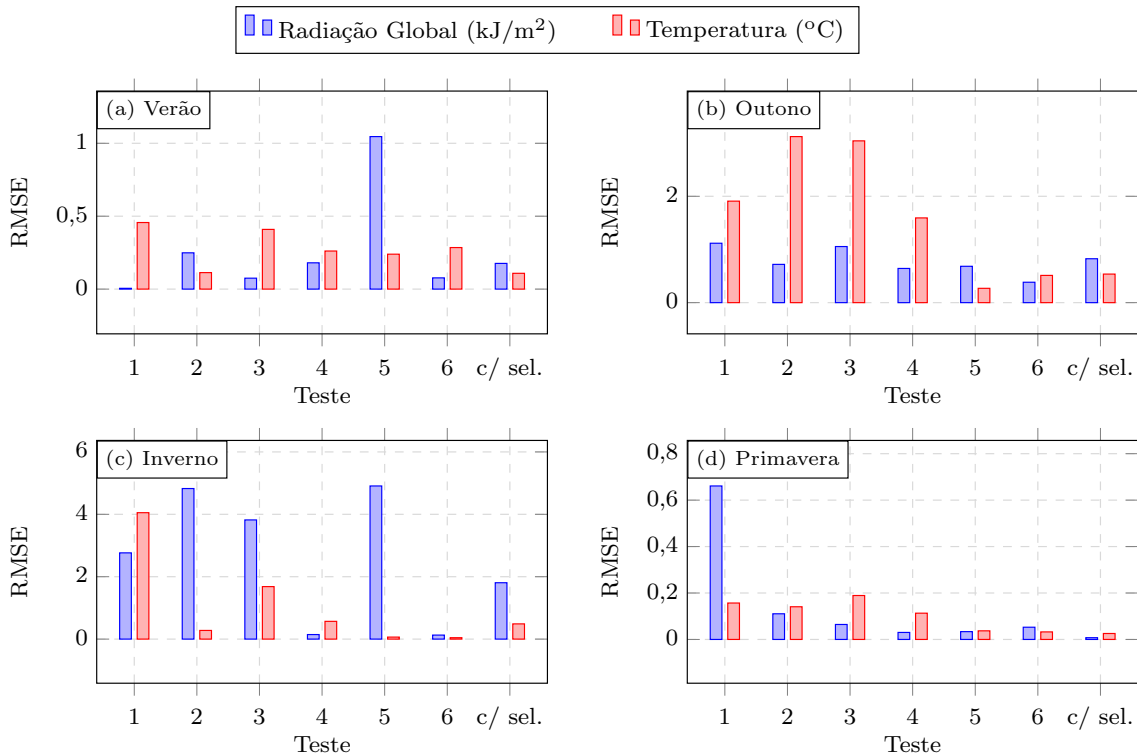 Radiação Global (kJ/m²) Temperatura (ºC)
(a) Verão
RMSE
1
0,5
0
1 2 3 4 5 6 c/ sel.
Teste
(b) Outono
RMSE
2
0
1 2 3 4 5 6 c/ sel.
Teste
(c) Inverno
RMSE
6
4
2
0
1 2 3 4 5 6 c/ sel.
Teste
(d) Primavera
RMSE
0,8
0,6
0,4
0,2
0
1 2 3 4 5 6 c/ sel.
Teste